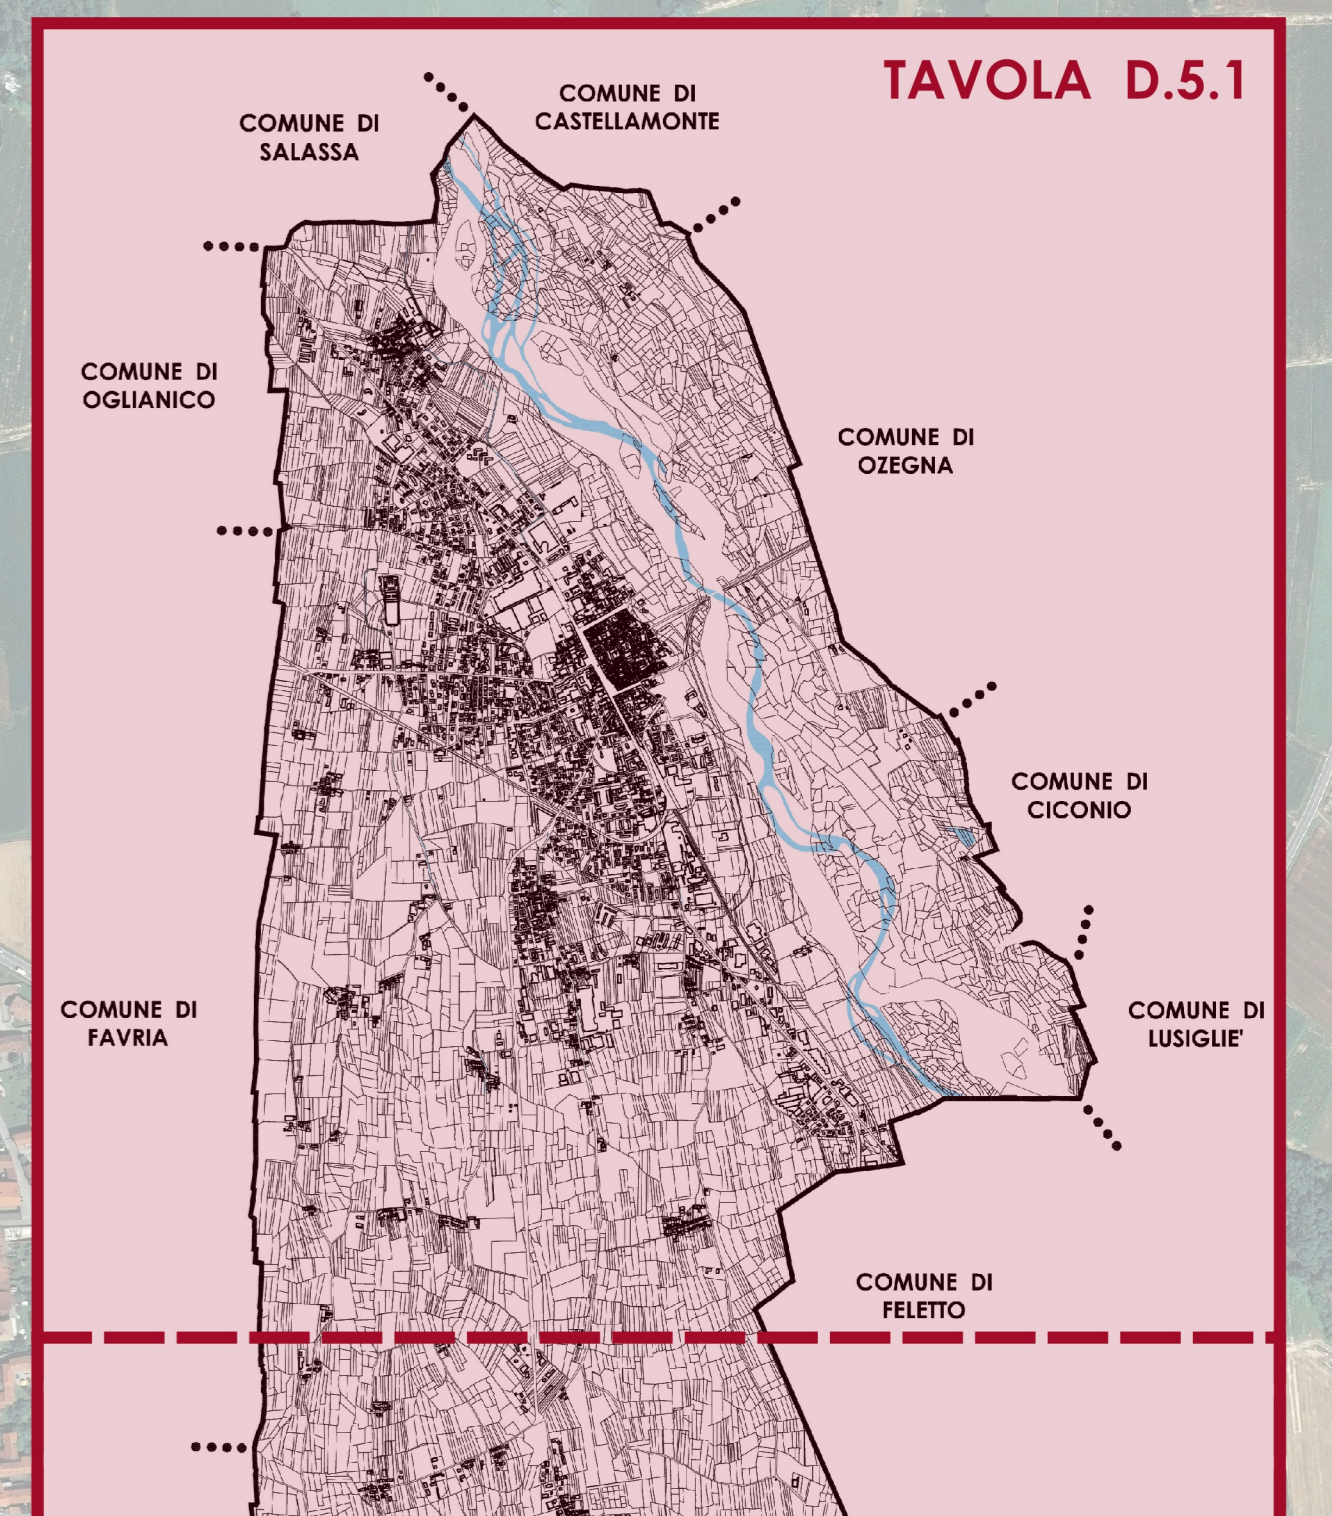 TAVOLA D.5.1
COMUNE DI
CASTELLAMONTE
COMUNE DI
SALASSA
COMUNE DI
OGLIANICO
COMUNE DI
OZEGNA
COMUNE DI
CICONIO
COMUNE DI
FAVRIA
COMUNE DI
LUSIGLIE'
COMUNE DI
FELETTO